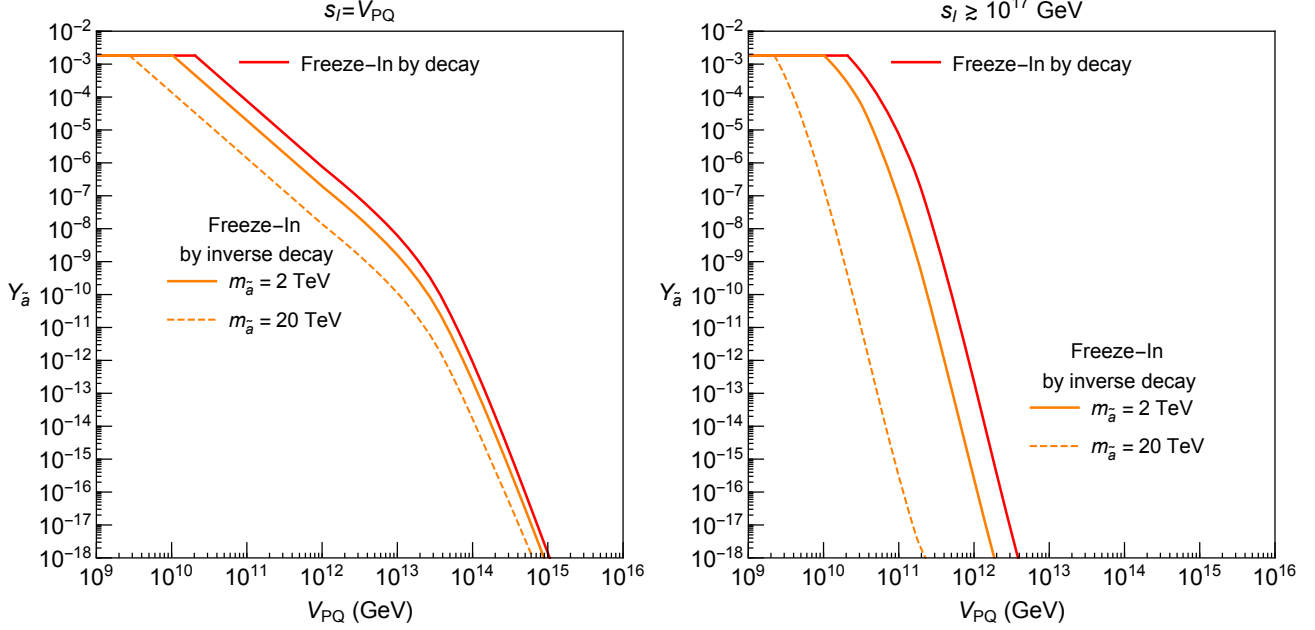 s_I=V_PQ
10^-2
10^-3
10^-4
10^-5
10^-6
10^-7
10^-8
10^-9
10^-10
10^-11
10^-12
10^-13
10^-14
10^-15
10^-16
10^-17
10^-18
Y_ã
Freeze-In by decay
Freeze-In
by inverse decay
m_ã = 2 TeV
m_ã = 20 TeV
10^9 10^10 10^11 10^12 10^13 10^14 10^15 10^16
V_PQ (GeV)
s_I ≳ 10^17 GeV
10^-2
10^-3
10^-4
10^-5
10^-6
10^-7
10^-8
10^-9
10^-10
10^-11
10^-12
10^-13
10^-14
10^-15
10^-16
10^-17
10^-18
Y_ã
Freeze-In by decay
Freeze-In
by inverse decay
m_ã = 2 TeV
m_ã = 20 TeV
10^9 10^10 10^11 10^12 10^13 10^14 10^15 10^16
V_PQ (GeV)